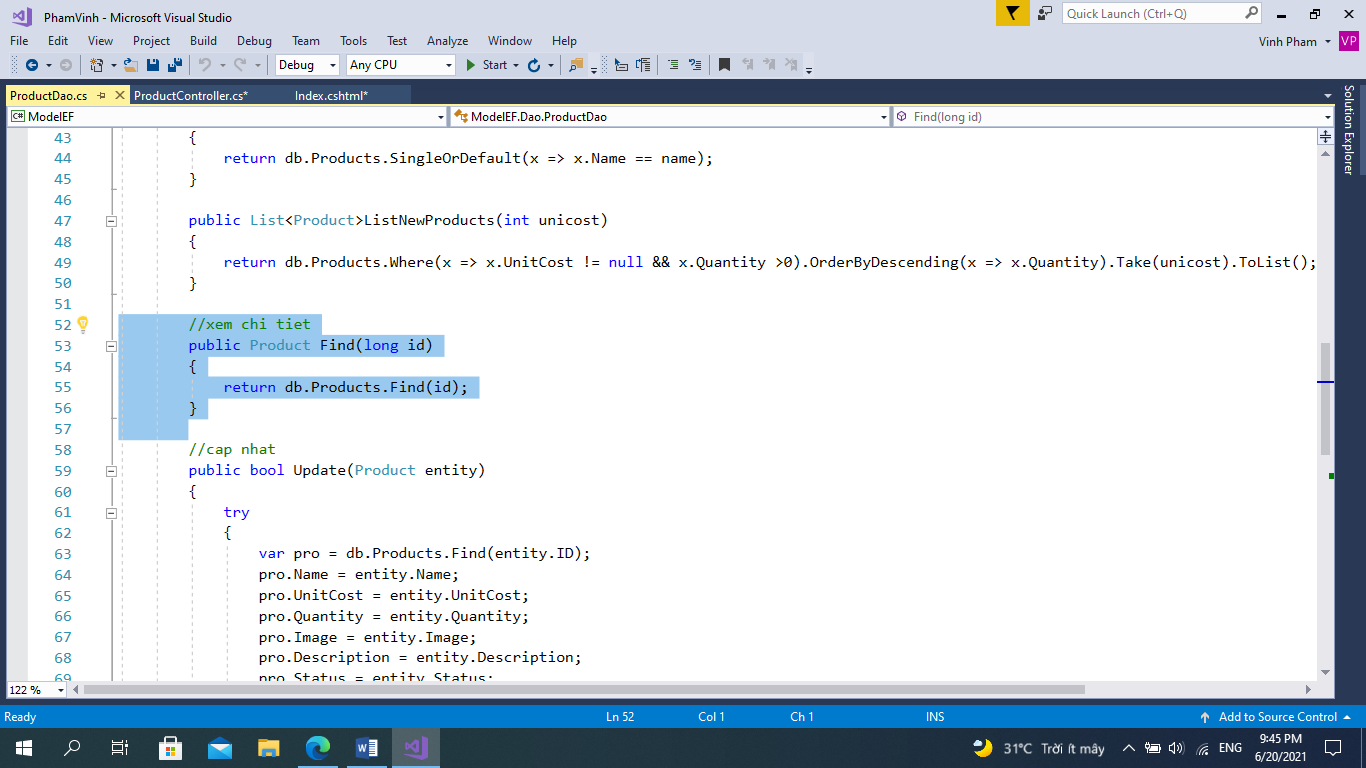 PhamVinh - Microsoft Visual Studio
Quick Launch (Ctrl+Q)
File Edit View Project Build Debug Team Tools Test Analyze Window Help
Vinh Pham VP
Debug Any CPU Start
ProductDao.cs ProductController.cs* Index.cshtml*
Solution Explorer
C# ModelEF ModelEF.Dao.ProductDao Find(long id)
43 {
44 return db.Products.SingleOrDefault(x => x.Name == name);
45 }
46
47 public List<Product>ListNewProducts(int unicost)
48 {
49 return db.Products.Where(x => x.UnitCost != null && x.Quantity >0).OrderByDescending(x => x.Quantity).Take(unicost).ToList();
50 }
51
52 //xem chi tiet
53 public Product Find(long id)
54 {
55 return db.Products.Find(id);
56 }
57
58 //cap nhat
59 public bool Update(Product entity)
60 {
61 try
62 {
63 var pro = db.Products.Find(entity.ID);
64 pro.Name = entity.Name;
65 pro.UnitCost = entity.UnitCost;
66 pro.Quantity = entity.Quantity;
67 pro.Image = entity.Image;
68 pro.Description = entity.Description;
69 pro.Status = entity.Status;
122 %
Ready Ln 52 Col 1 Ch 1 INS Add to Source Control
31°C Trời ít mây ENG 9:45 PM
6/20/2021